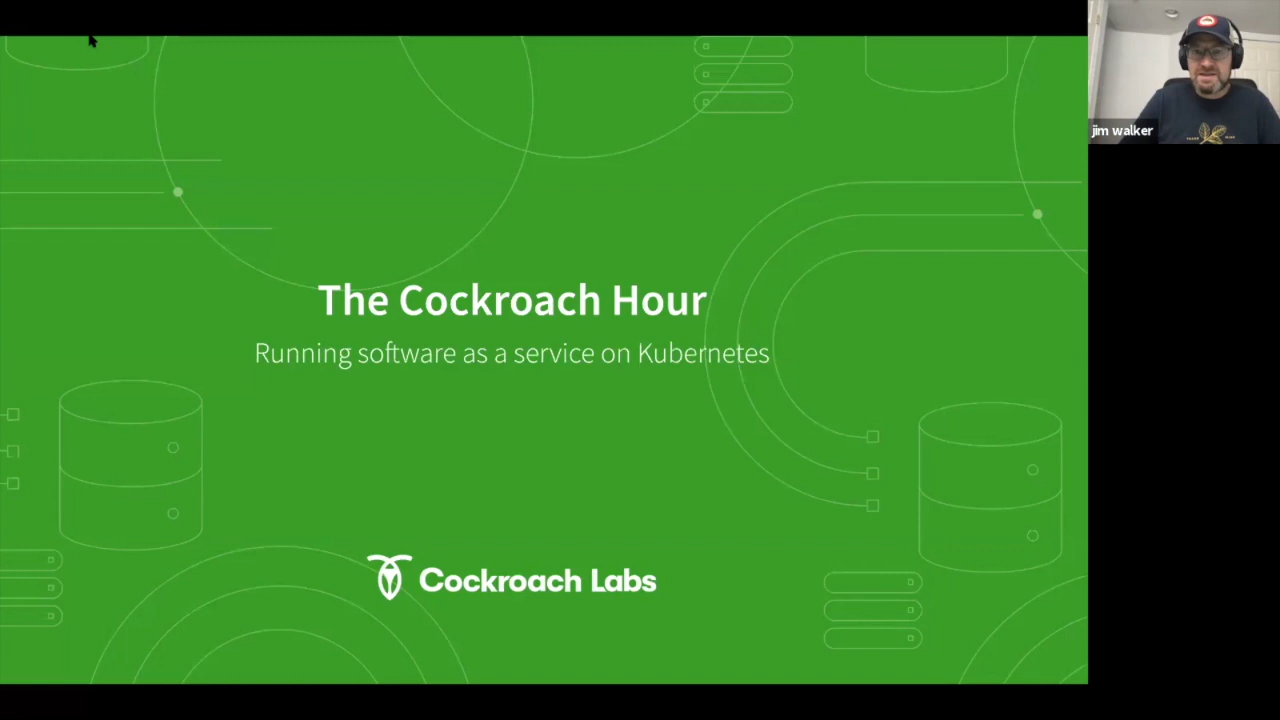 The Cockroach Hour
Running software as a service on Kubernetes
Cockroach Labs
jim walker